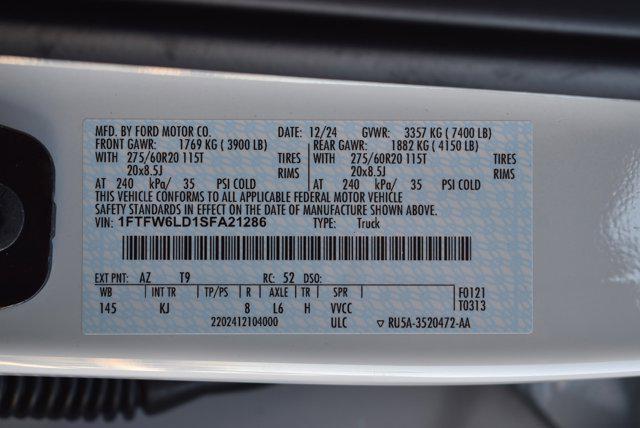 MFD. BY FORD MOTOR CO. DATE: 12/24 GVWR: 3357 KG ( 7400 LB)
FRONT GAWR: 1769 KG ( 3900 LB) REAR GAWR: 1882 KG ( 4150 LB)
WITH 275/60R20 115T TIRES WITH 275/60R20 115T TIRES
20x8.5J RIMS 20x8.5J RIMS
AT 240 kPa/ 35 PSI COLD AT 240 kPa/ 35 PSI COLD
THIS VEHICLE CONFORMS TO ALL APPLICABLE FEDERAL MOTOR VEHICLE
SAFETY STANDARDS IN EFFECT ON THE DATE OF MANUFACTURE SHOWN ABOVE.
VIN: 1FTFW6LD1SFA21286 TYPE: Truck
EXT PNT: AZ T9 RC: 52 DSO:
WB INT TR TP/PS R AXLE TR SPR F0121
145 KJ 8 L6 H VVCC T0313
2202412104000 ULC ▽ RU5A-3520472-AA